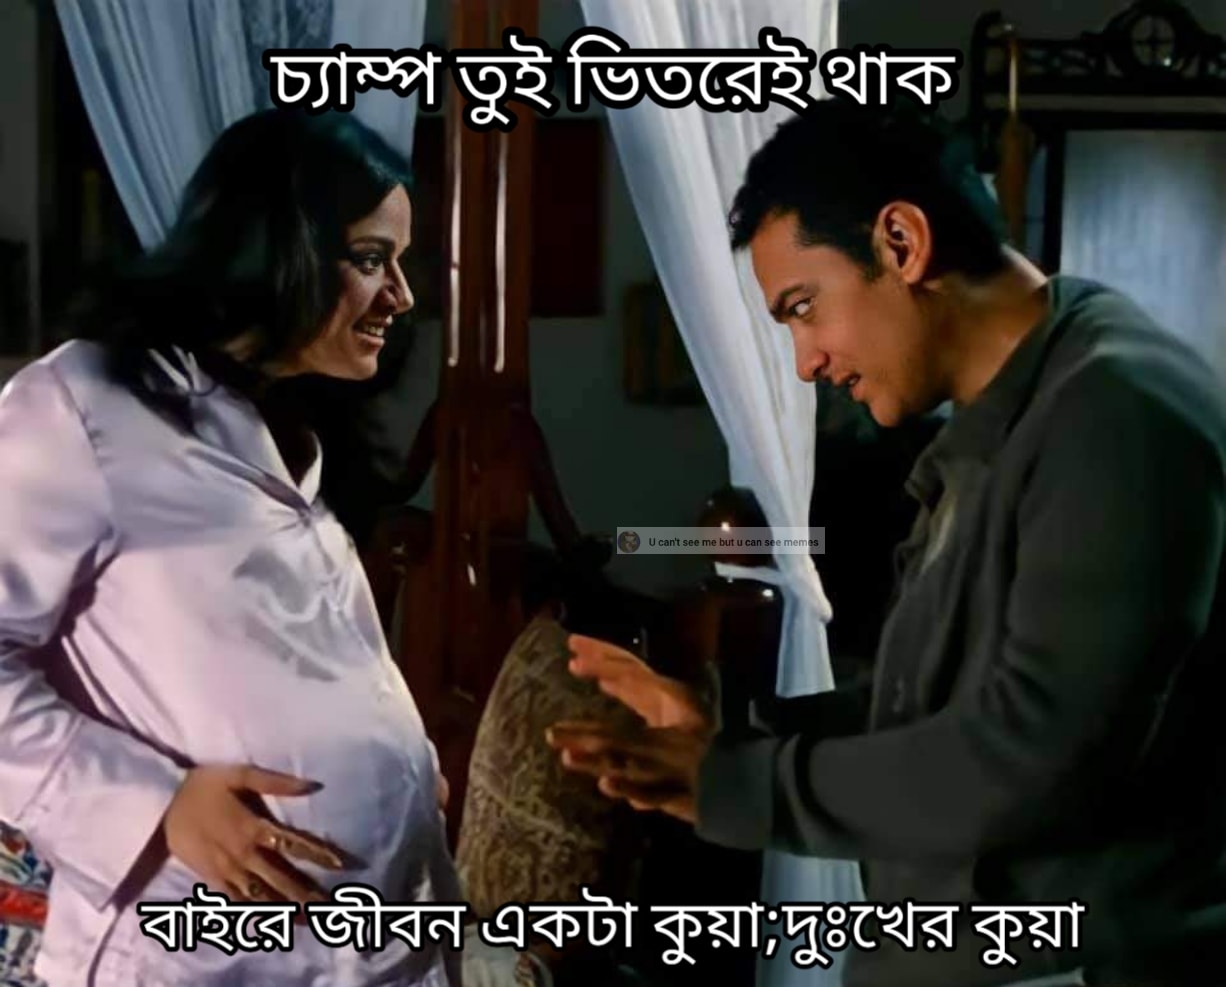 চ্যাম্প তুই ভিতরেই থাক
U can't see me but u can see memes
বাইরে জীবন একটা কুয়া;দুঃখের কুয়া